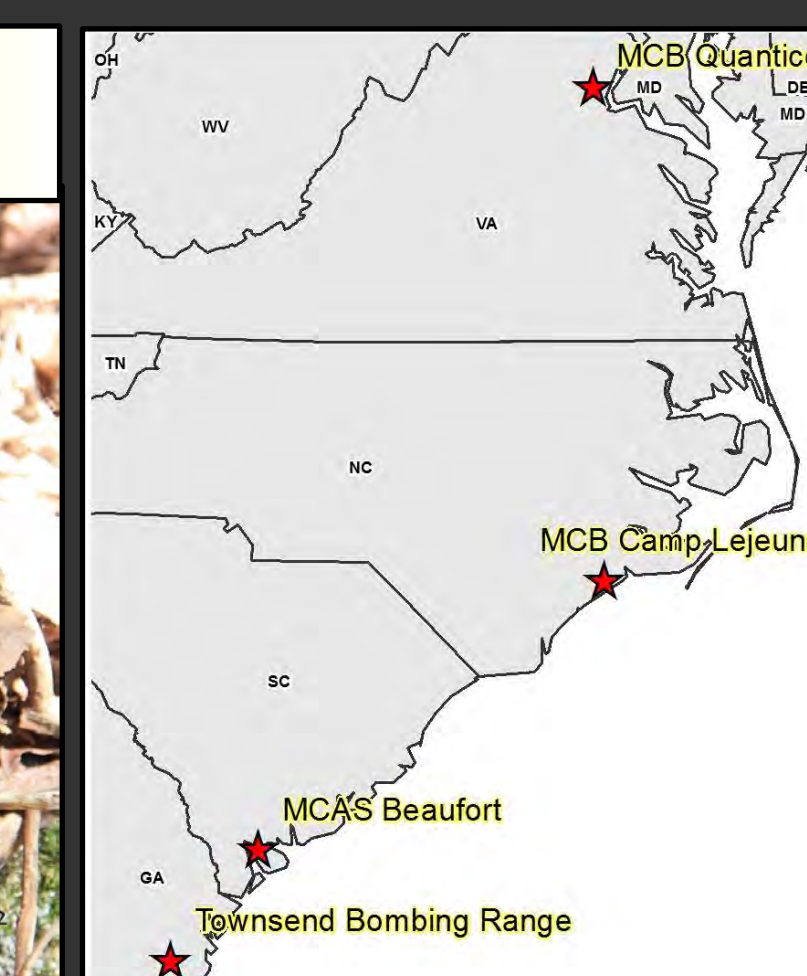 OH
MCB Quantico
MD
DE
MD
WV
KY
VA
TN
NC
MCB Camp Lejeun
SC
MCAS Beaufort
GA
Townsend Bombing Range